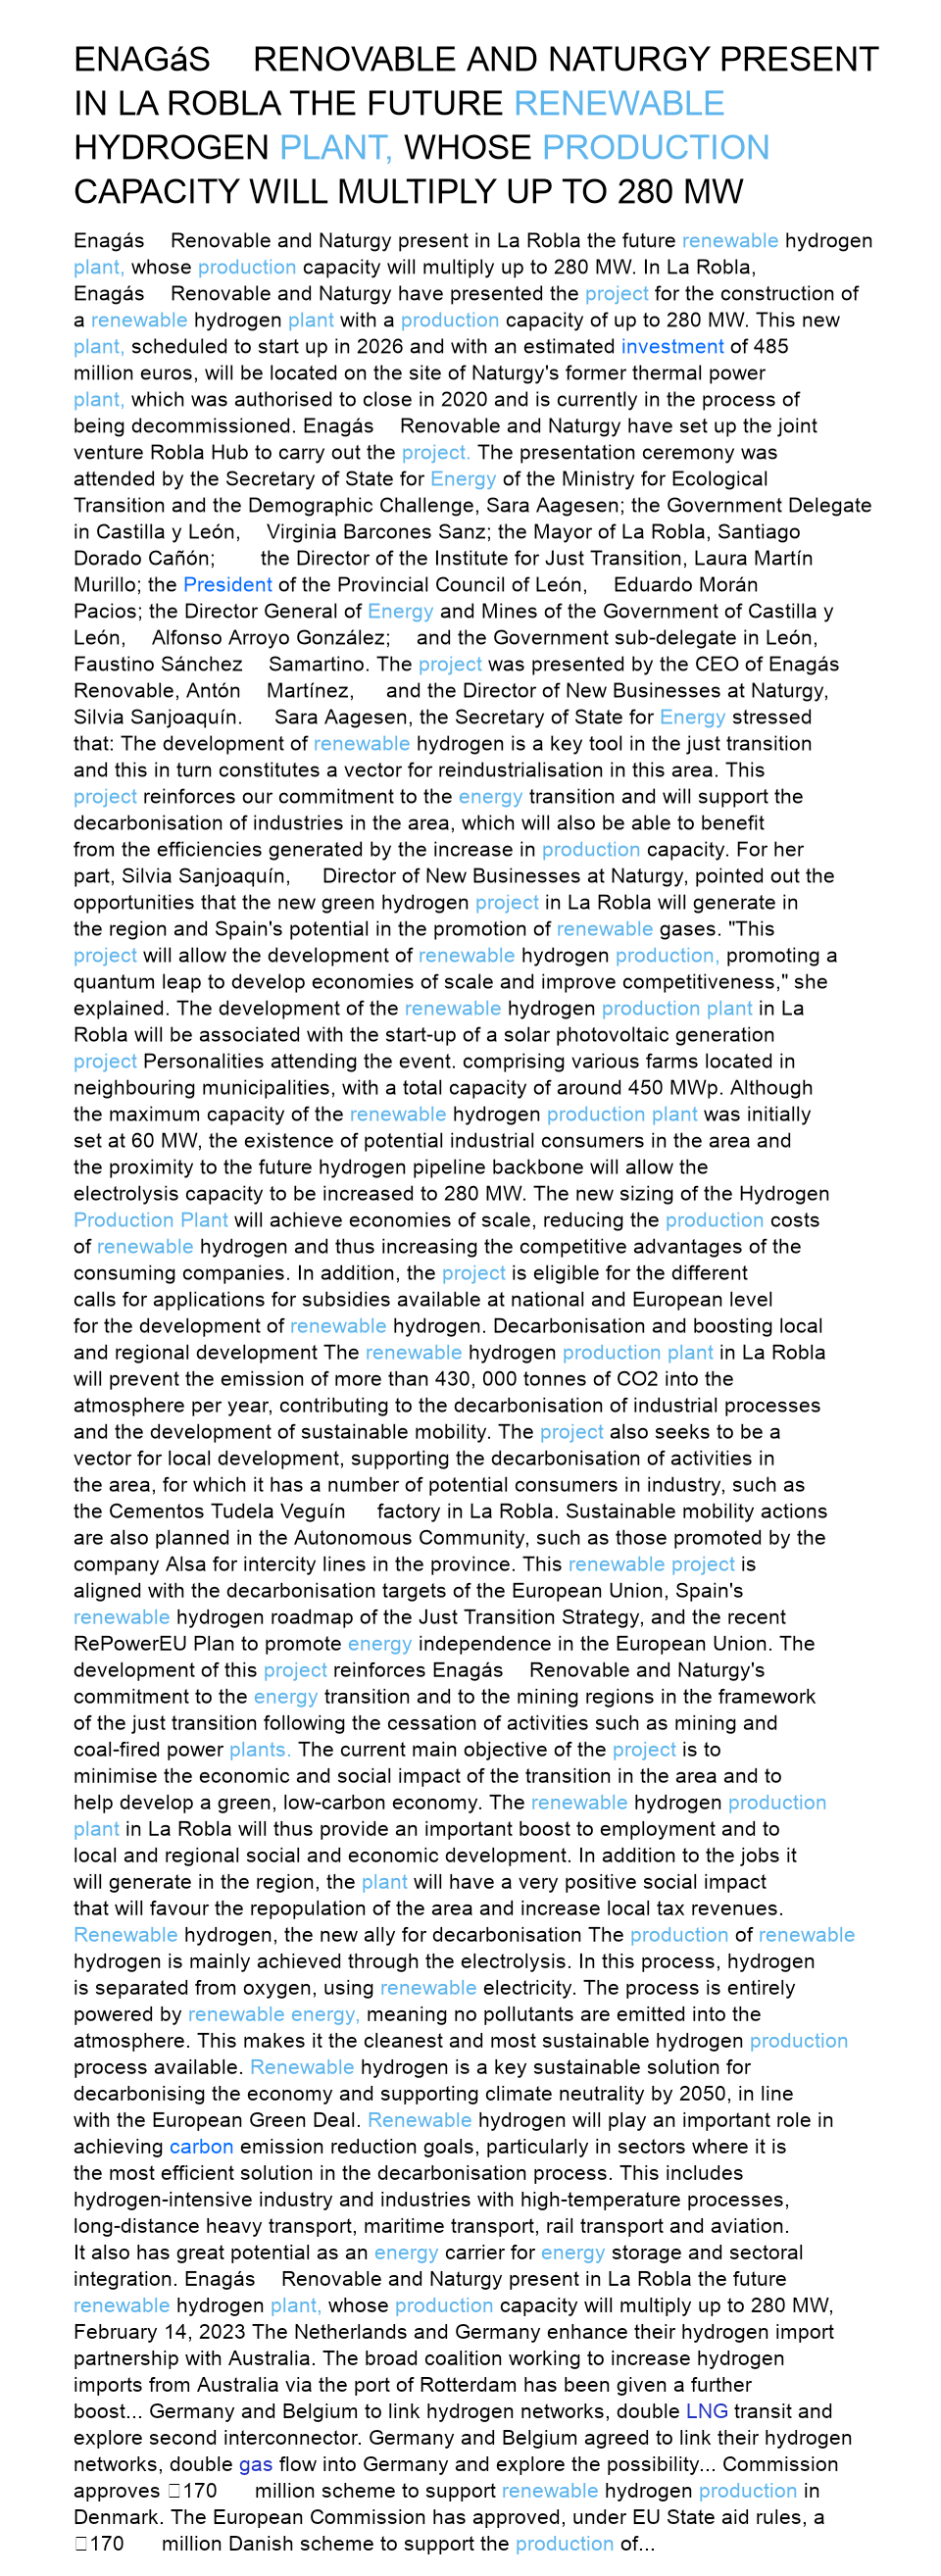 ENAGáS RENOVABLE AND NATURGY PRESENT
IN LA ROBLA THE FUTURE RENEWABLE
HYDROGEN PLANT, WHOSE PRODUCTION
CAPACITY WILL MULTIPLY UP TO 280 MW
Enagás Renovable and Naturgy present in La Robla the future renewable hydrogen
plant, whose production capacity will multiply up to 280 MW. In La Robla,
Enagás Renovable and Naturgy have presented the project for the construction of
a renewable hydrogen plant with a production capacity of up to 280 MW. This new
plant, scheduled to start up in 2026 and with an estimated investment of 485
million euros, will be located on the site of Naturgy's former thermal power
plant, which was authorised to close in 2020 and is currently in the process of
being decommissioned. Enagás Renovable and Naturgy have set up the joint
venture Robla Hub to carry out the project. The presentation ceremony was
attended by the Secretary of State for Energy of the Ministry for Ecological
Transition and the Demographic Challenge, Sara Aagesen; the Government Delegate
in Castilla y León, Virginia Barcones Sanz; the Mayor of La Robla, Santiago
Dorado Cañón; the Director of the Institute for Just Transition, Laura Martín
Murillo; the President of the Provincial Council of León, Eduardo Morán
Pacios; the Director General of Energy and Mines of the Government of Castilla y
León, Alfonso Arroyo González; and the Government sub-delegate in León,
Faustino Sánchez Samartino. The project was presented by the CEO of Enagás
Renovable, Antón Martínez, and the Director of New Businesses at Naturgy,
Silvia Sanjoaquín. Sara Aagesen, the Secretary of State for Energy stressed
that: The development of renewable hydrogen is a key tool in the just transition
and this in turn constitutes a vector for reindustrialisation in this area. This
project reinforces our commitment to the energy transition and will support the
decarbonisation of industries in the area, which will also be able to benefit
from the efficiencies generated by the increase in production capacity. For her
part, Silvia Sanjoaquín, Director of New Businesses at Naturgy, pointed out the
opportunities that the new green hydrogen project in La Robla will generate in
the region and Spain's potential in the promotion of renewable gases. "This
project will allow the development of renewable hydrogen production, promoting a
quantum leap to develop economies of scale and improve competitiveness," she
explained. The development of the renewable hydrogen production plant in La
Robla will be associated with the start-up of a solar photovoltaic generation
project Personalities attending the event. comprising various farms located in
neighbouring municipalities, with a total capacity of around 450 MWp. Although
the maximum capacity of the renewable hydrogen production plant was initially
set at 60 MW, the existence of potential industrial consumers in the area and
the proximity to the future hydrogen pipeline backbone will allow the
electrolysis capacity to be increased to 280 MW. The new sizing of the Hydrogen
Production Plant will achieve economies of scale, reducing the production costs
of renewable hydrogen and thus increasing the competitive advantages of the
consuming companies. In addition, the project is eligible for the different
calls for applications for subsidies available at national and European level
for the development of renewable hydrogen. Decarbonisation and boosting local
and regional development The renewable hydrogen production plant in La Robla
will prevent the emission of more than 430, 000 tonnes of CO2 into the
atmosphere per year, contributing to the decarbonisation of industrial processes
and the development of sustainable mobility. The project also seeks to be a
vector for local development, supporting the decarbonisation of activities in
the area, for which it has a number of potential consumers in industry, such as
the Cementos Tudela Veguín factory in La Robla. Sustainable mobility actions
are also planned in the Autonomous Community, such as those promoted by the
company Alsa for intercity lines in the province. This renewable project is
aligned with the decarbonisation targets of the European Union, Spain's
renewable hydrogen roadmap of the Just Transition Strategy, and the recent
RePowerEU Plan to promote energy independence in the European Union. The
development of this project reinforces Enagás Renovable and Naturgy's
commitment to the energy transition and to the mining regions in the framework
of the just transition following the cessation of activities such as mining and
coal-fired power plants. The current main objective of the project is to
minimise the economic and social impact of the transition in the area and to
help develop a green, low-carbon economy. The renewable hydrogen production
plant in La Robla will thus provide an important boost to employment and to
local and regional social and economic development. In addition to the jobs it
will generate in the region, the plant will have a very positive social impact
that will favour the repopulation of the area and increase local tax revenues.
Renewable hydrogen, the new ally for decarbonisation The production of renewable
hydrogen is mainly achieved through the electrolysis. In this process, hydrogen
is separated from oxygen, using renewable electricity. The process is entirely
powered by renewable energy, meaning no pollutants are emitted into the
atmosphere. This makes it the cleanest and most sustainable hydrogen production
process available. Renewable hydrogen is a key sustainable solution for
decarbonising the economy and supporting climate neutrality by 2050, in line
with the European Green Deal. Renewable hydrogen will play an important role in
achieving carbon emission reduction goals, particularly in sectors where it is
the most efficient solution in the decarbonisation process. This includes
hydrogen-intensive industry and industries with high-temperature processes,
long-distance heavy transport, maritime transport, rail transport and aviation.
It also has great potential as an energy carrier for energy storage and sectoral
integration. Enagás Renovable and Naturgy present in La Robla the future
renewable hydrogen plant, whose production capacity will multiply up to 280 MW,
February 14, 2023 The Netherlands and Germany enhance their hydrogen import
partnership with Australia. The broad coalition working to increase hydrogen
imports from Australia via the port of Rotterdam has been given a further
boost... Germany and Belgium to link hydrogen networks, double LNG transit and
explore second interconnector. Germany and Belgium agreed to link their hydrogen
networks, double gas flow into Germany and explore the possibility... Commission
approves □170 million scheme to support renewable hydrogen production in
Denmark. The European Commission has approved, under EU State aid rules, a
□170 million Danish scheme to support the production of...